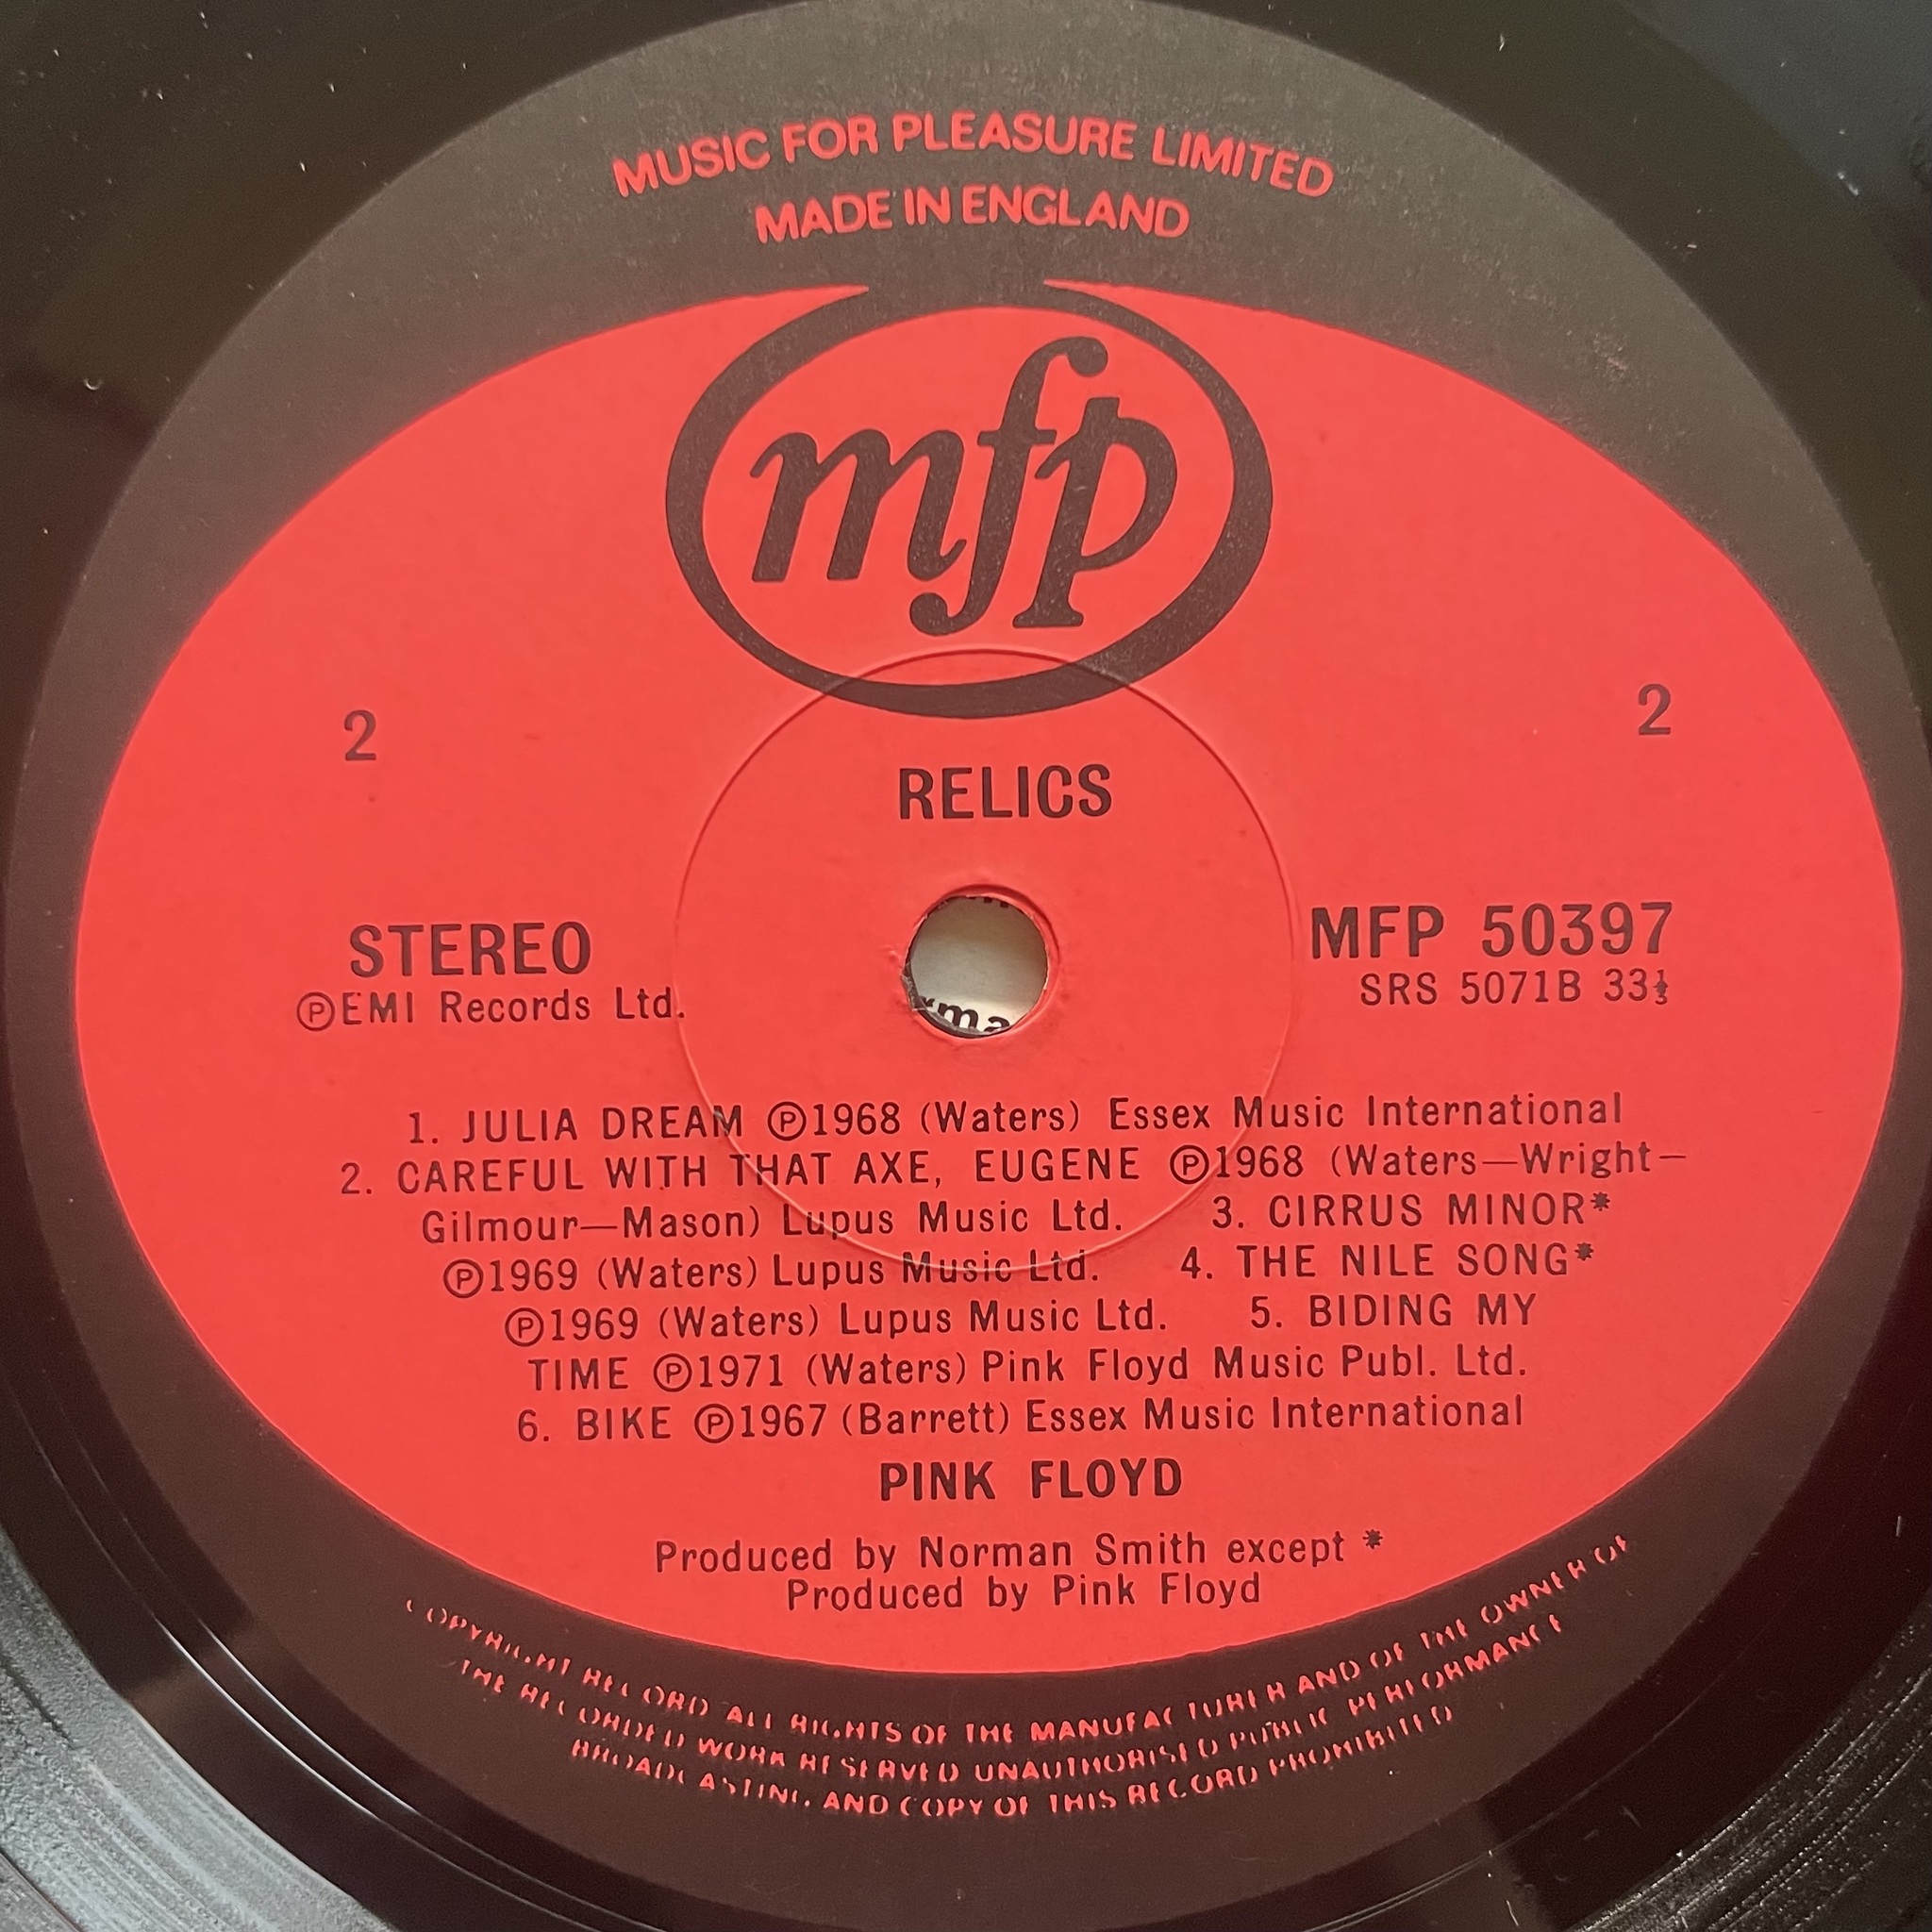 MUSIC FOR PLEASURE LIMITED
MADE IN ENGLAND
mfp
2
2
RELICS
STEREO
MFP 50397
ⓅEMI Records Ltd.
SRS 5071B 33⅓
1. JULIA DREAM Ⓟ1968 (Waters) Essex Music International
2. CAREFUL WITH THAT AXE, EUGENE Ⓟ1968 (Waters—Wright—
Gilmour—Mason) Lupus Music Ltd. 3. CIRRUS MINOR*
Ⓟ1969 (Waters) Lupus Music Ltd. 4. THE NILE SONG*
Ⓟ1969 (Waters) Lupus Music Ltd. 5. BIDING MY
TIME Ⓟ1971 (Waters) Pink Floyd Music Publ. Ltd.
6. BIKE Ⓟ1967 (Barrett) Essex Music International
PINK FLOYD
Produced by Norman Smith except *
Produced by Pink Floyd
COPYRIGHT RECORD ALL RIGHTS OF THE MANUFACTURER AND OF THE OWNER OF
THE RECORDED WORK RESERVED UNAUTHORISED PUBLIC PERFORMANCE
BROADCASTING AND COPY OF THIS RECORD PROHIBITED